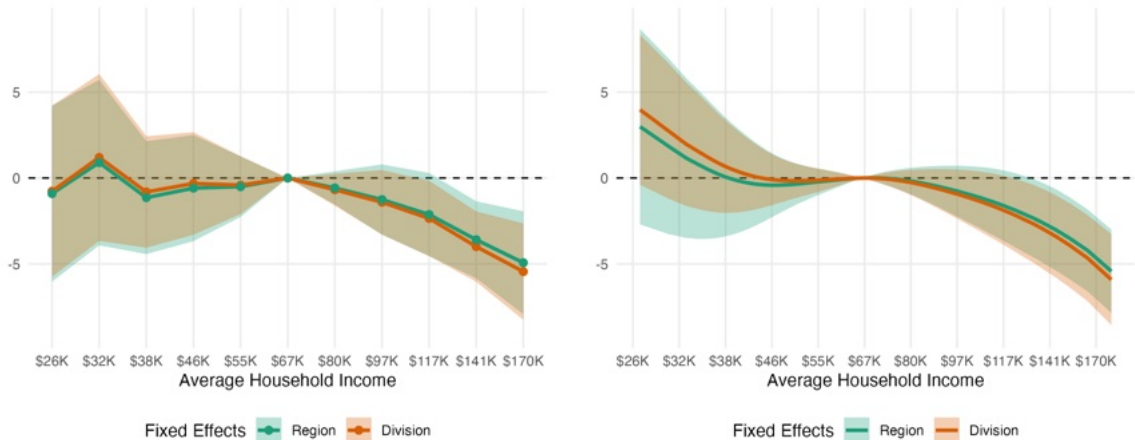 5
0
-5
$26K $32K $38K $46K $55K $67K $80K $97K $117K $141K $170K
Average Household Income
Fixed Effects Region Division
5
0
-5
$26K $32K $38K $46K $55K $67K $80K $97K $117K $141K $170K
Average Household Income
Fixed Effects Region Division